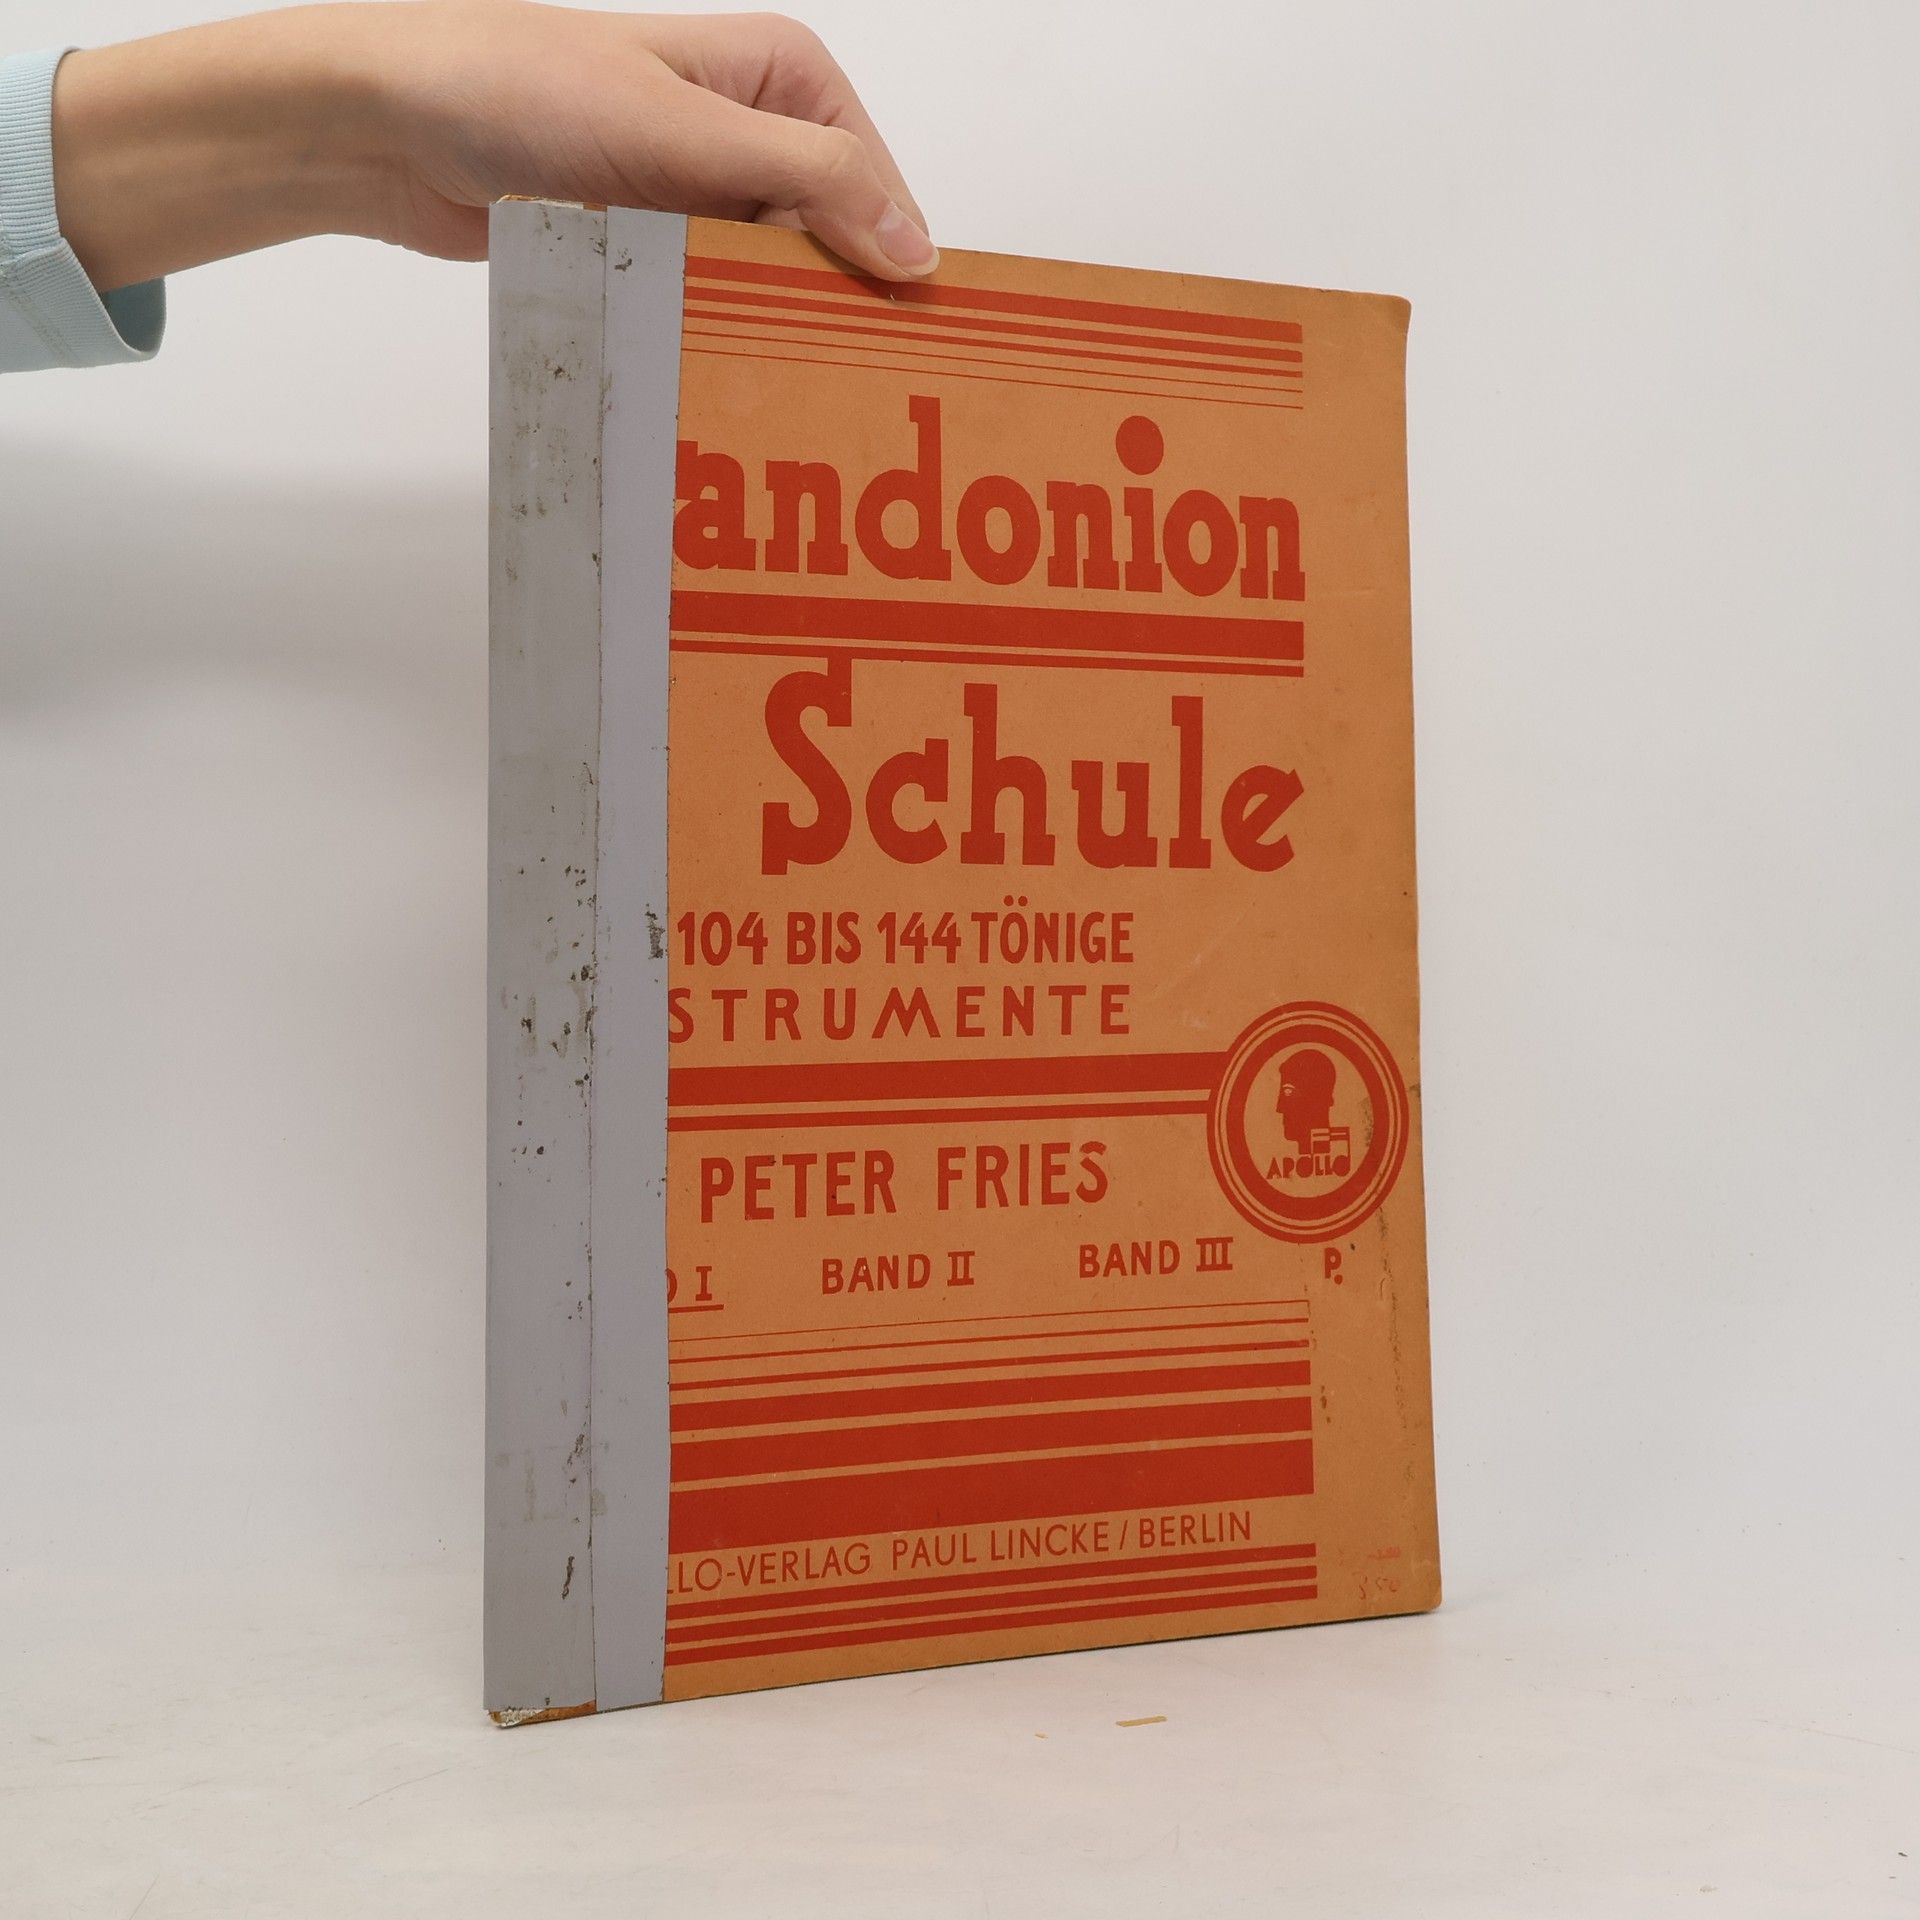 andonion
Schule
104 BIS 144 TÖNIGE
STRUMENTE
APOLLO
PETER FRIES
I BAND II BAND III P.
LLO-VERLAG PAUL LINCKE / BERLIN